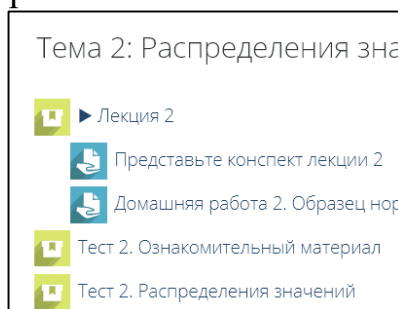 Тема 2: Распределения зна
Лекция 2
Представьте конспект лекции 2
Домашняя работа 2. Образец нор
Тест 2. Ознакомительный материал
Тест 2. Распределения значений